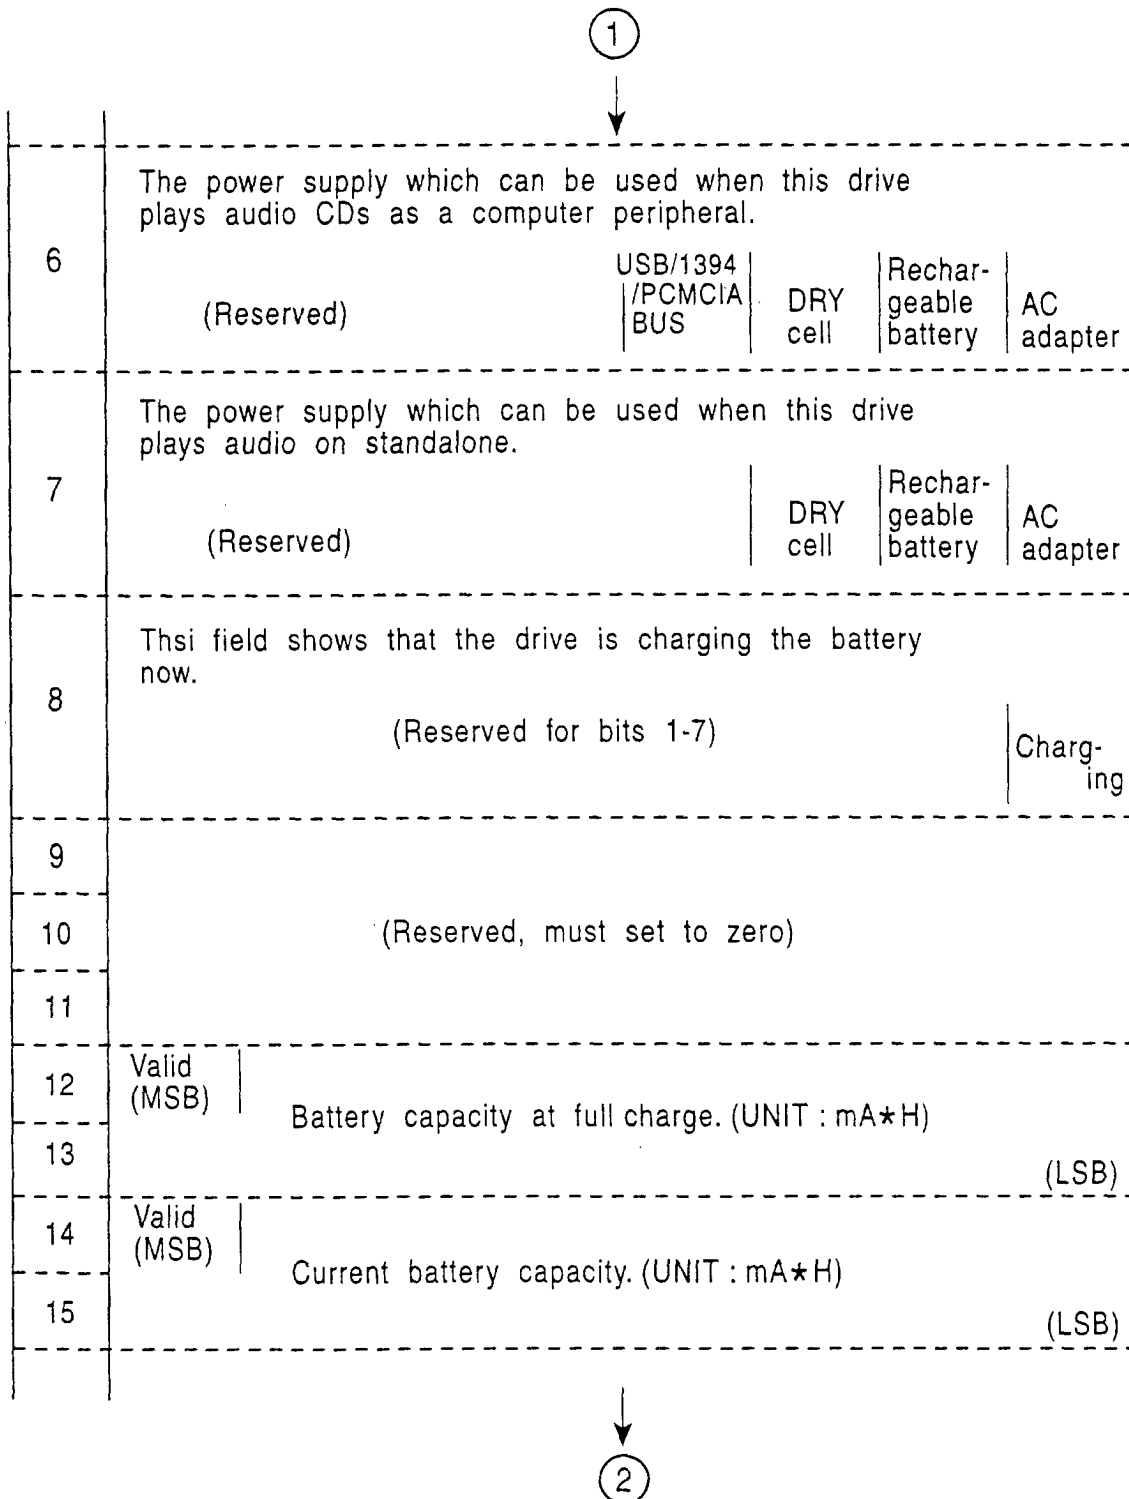 1
The power supply which can be used when this drive
plays audio CDs as a computer peripheral.
6
(Reserved)
USB/1394
/PCMCIA
BUS
DRY
cell
Rechar-
geable
battery
AC
adapter
The power supply which can be used when this drive
plays audio on standalone.
7
(Reserved)
DRY
cell
Rechar-
geable
battery
AC
adapter
Thsi field shows that the drive is charging the battery
now.
8
(Reserved for bits 1-7)
Charg-
ing
9
10
(Reserved, must set to zero)
11
12
Valid
(MSB)
Battery capacity at full charge. (UNIT : mA*H)
13
(LSB)
14
Valid
(MSB)
Current battery capacity. (UNIT : mA*H)
15
(LSB)
2